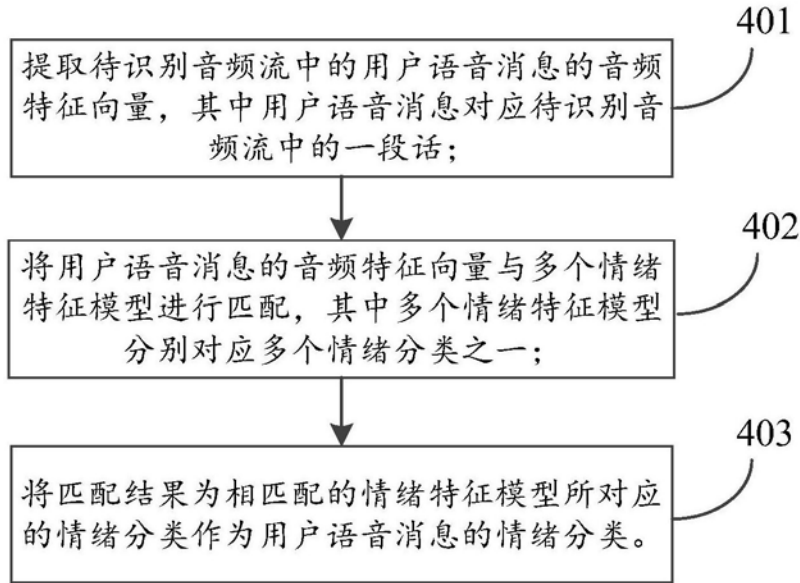 401
提取待识别音频流中的用户语音消息的音频
特征向量，其中用户语音消息对应待识别音
频流中的一段话；
402
将用户语音消息的音频特征向量与多个情绪
特征模型进行匹配，其中多个情绪特征模型
分别对应多个情绪分类之一；
403
将匹配结果为相匹配的情绪特征模型所对应
的情绪分类作为用户语音消息的情绪分类。